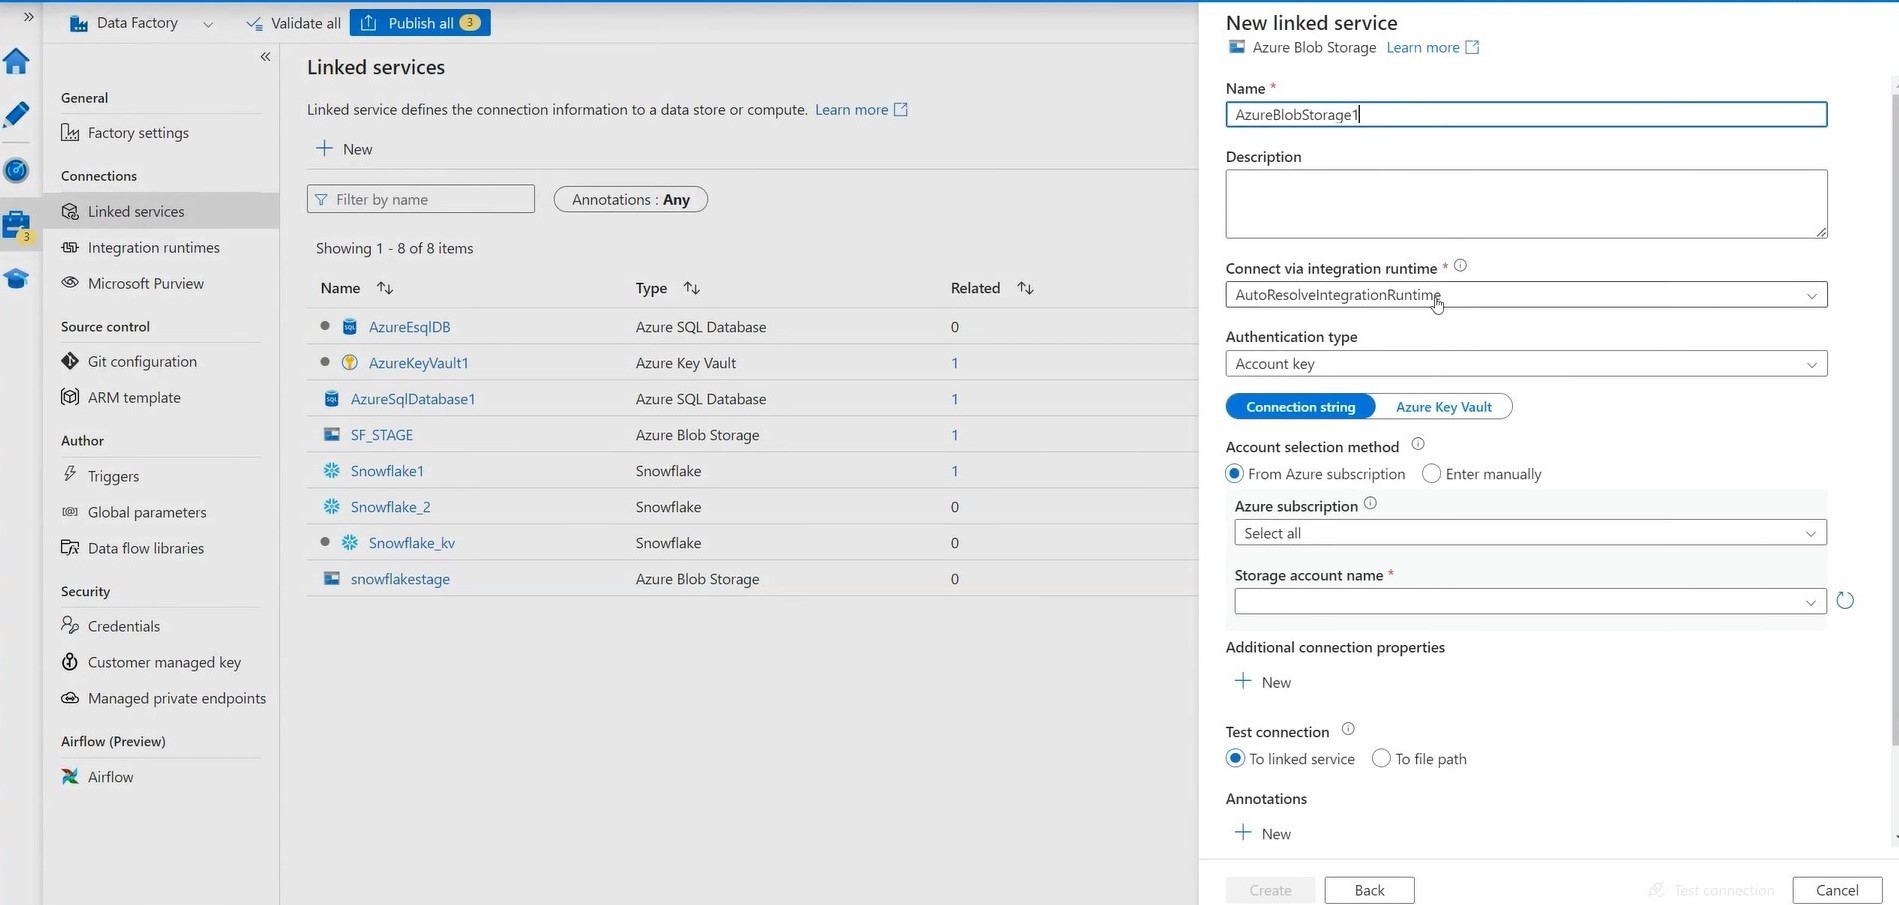 Data Factory
Validate all
Publish all 3
General
Factory settings
Connections
Linked services
Integration runtimes
Microsoft Purview
Source control
Git configuration
ARM template
Author
Triggers
Global parameters
Data flow libraries
Security
Credentials
Customer managed key
Managed private endpoints
Airflow (Preview)
Airflow
3
Linked services
Linked service defines the connection information to a data store or compute. Learn more
New
Filter by name
Annotations : Any
Showing 1 - 8 of 8 items
Name Type Related
AzureEsqlDB Azure SQL Database 0
AzureKeyVault1 Azure Key Vault 1
AzureSqlDatabase1 Azure SQL Database 1
SF_STAGE Azure Blob Storage 1
Snowflake1 Snowflake 1
Snowflake_2 Snowflake 0
Snowflake_kv Snowflake 0
snowflakestage Azure Blob Storage 0
New linked service
Azure Blob Storage Learn more
Name *
AzureBlobStorage1
Description
Connect via integration runtime *
AutoResolveIntegrationRuntime
Authentication type
Account key
Connection string Azure Key Vault
Account selection method
From Azure subscription Enter manually
Azure subscription
Select all
Storage account name *
Additional connection properties
New
Test connection
To linked service To file path
Annotations
New
Create Back Test connection Cancel